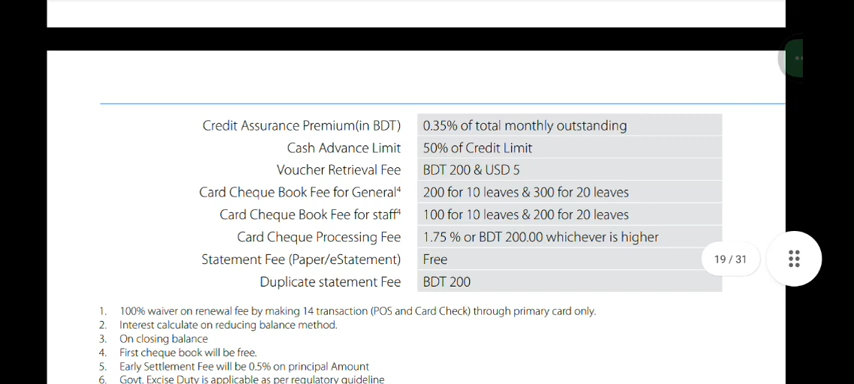 Credit Assurance Premium(in BDT) 0.35% of total monthly outstanding
Cash Advance Limit 50% of Credit Limit
Voucher Retrieval Fee BDT 200 & USD 5
Card Cheque Book Fee for General⁴ 200 for 10 leaves & 300 for 20 leaves
Card Cheque Book Fee for staff⁴ 100 for 10 leaves & 200 for 20 leaves
Card Cheque Processing Fee 1.75 % or BDT 200.00 whichever is higher
Statement Fee (Paper/eStatement) Free
19 / 31
Duplicate statement Fee BDT 200
1. 100% waiver on renewal fee by making 14 transaction (POS and Card Check) through primary card only.
2. Interest calculate on reducing balance method.
3. On closing balance
4. First cheque book will be free.
5. Early Settlement Fee will be 0.5% on principal Amount
6. Govt. Excise Duty is applicable as per regulatory guideline